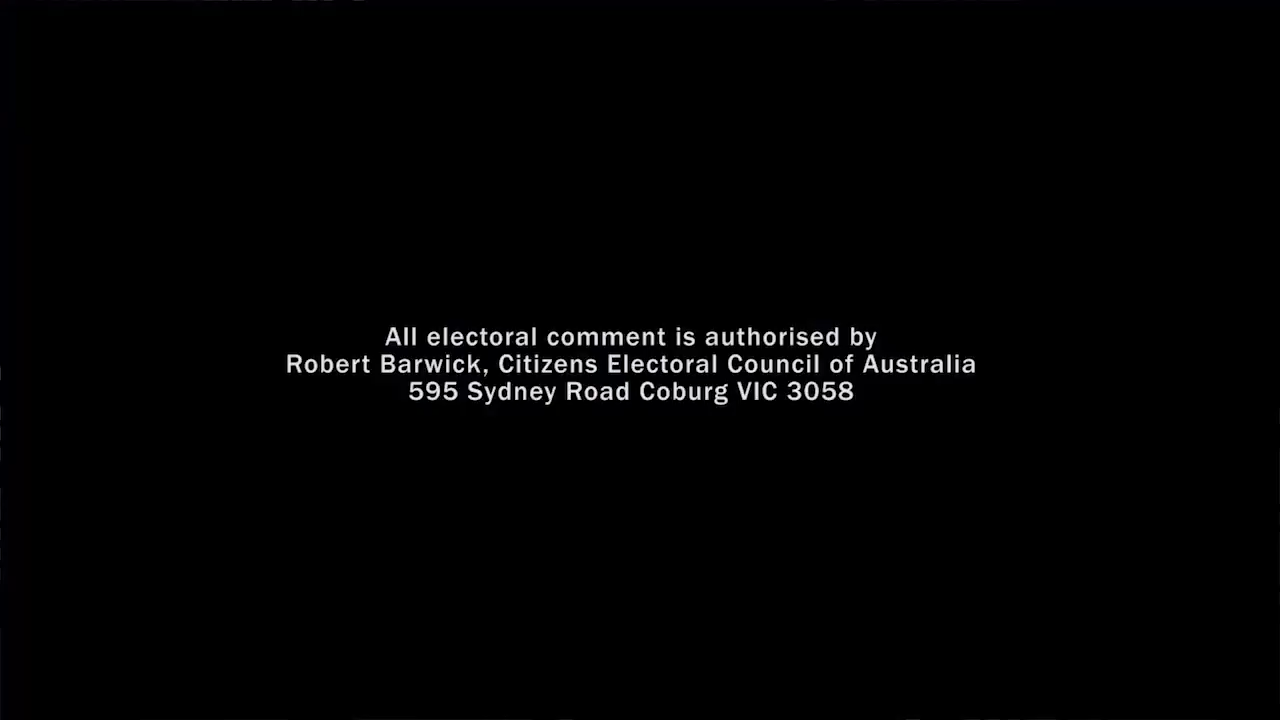 All electoral comment is authorised by
Robert Barwick, Citizens Electoral Council of Australia
595 Sydney Road Coburg VIC 3058